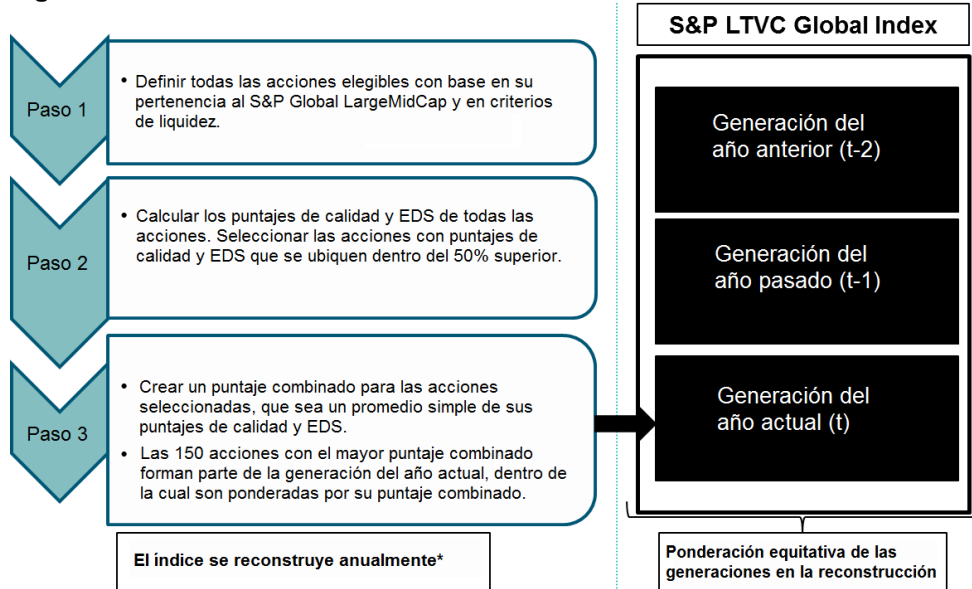 Paso 1
• Definir todas las acciones elegibles con base en su
pertenencia al S&P Global LargeMidCap y en criterios
de liquidez.
Paso 2
• Calcular los puntajes de calidad y EDS de todas las
acciones. Seleccionar las acciones con puntajes de
calidad y EDS que se ubiquen dentro del 50% superior.
Paso 3
• Crear un puntaje combinado para las acciones
seleccionadas, que sea un promedio simple de sus
puntajes de calidad y EDS.
• Las 150 acciones con el mayor puntaje combinado
forman parte de la generación del año actual, dentro de
la cual son ponderadas por su puntaje combinado.
El índice se reconstruye anualmente*
S&P LTVC Global Index
Generación del
año anterior (t-2)
Generación del
año pasado (t-1)
Generación del
año actual (t)
Ponderación equitativa de las
generaciones en la reconstrucción